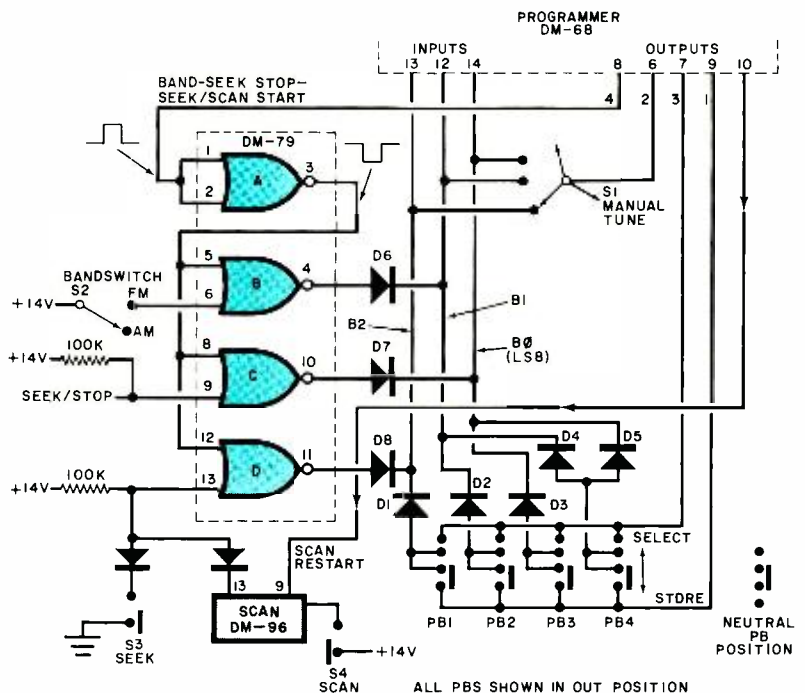 PROGRAMMER
DM-68
INPUTS
OUTPUTS
13 12 14
8 6 7 9 10
BAND-SEEK STOP-
SEEK/SCAN START
4 2 3 1
DM-79
1
2
A
3
S1
MANUAL
TUNE
5
6
B
4
D6
BANDSWITCH
FM
S2
+14V
AM
B2
B1
BØ
(LS8)
+14V
100K
8
9
C
10
D7
SEEK/STOP
100K
+14V
12
13
D
11
D8
D4
D5
D1
D2
D3
SCAN
RESTART
SELECT
STORE
13
9
SCAN
DM-96
S3
SEEK
S4
SCAN
+14V
PB1
PB2
PB3
PB4
NEUTRAL
PB
POSITION
ALL PBS SHOWN IN OUT POSITION